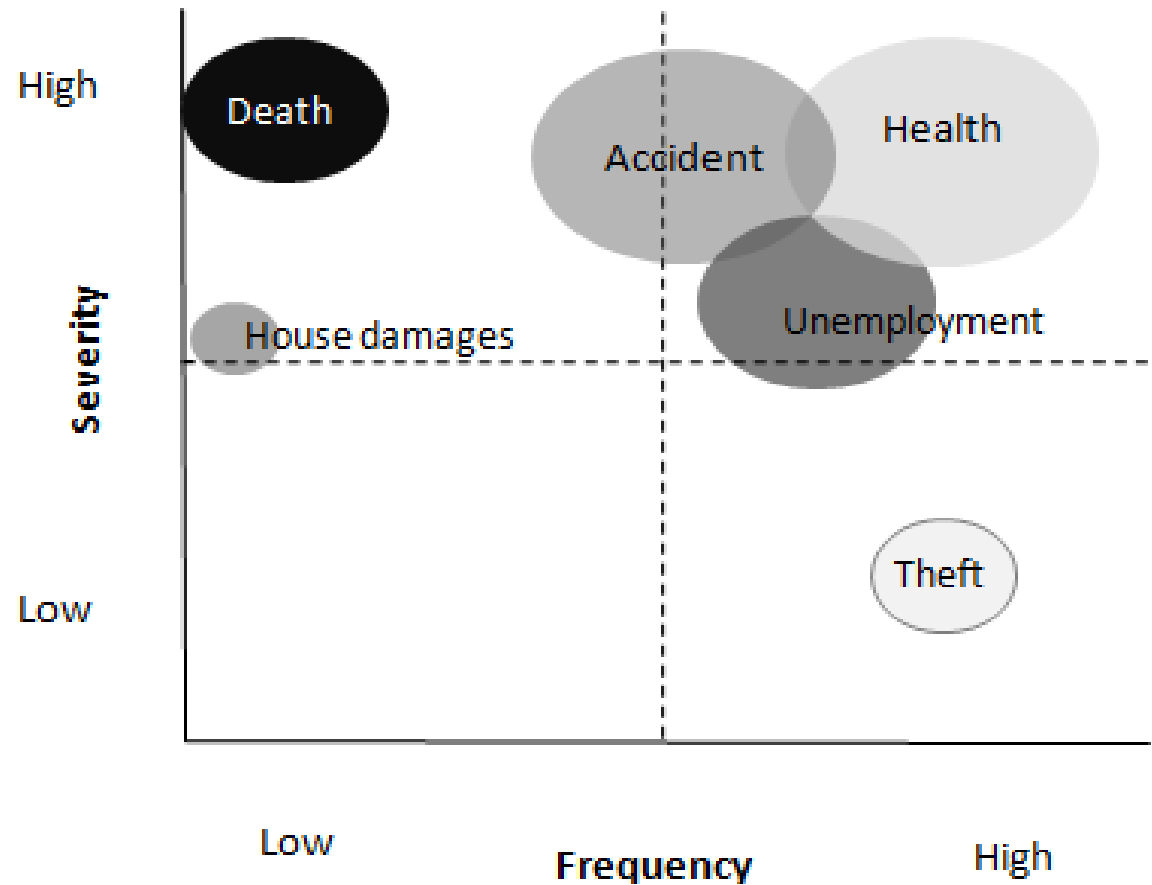 High
Death
Health
Accident
Severity
House damages
Unemployment
Theft
Low
Low
Frequency
High